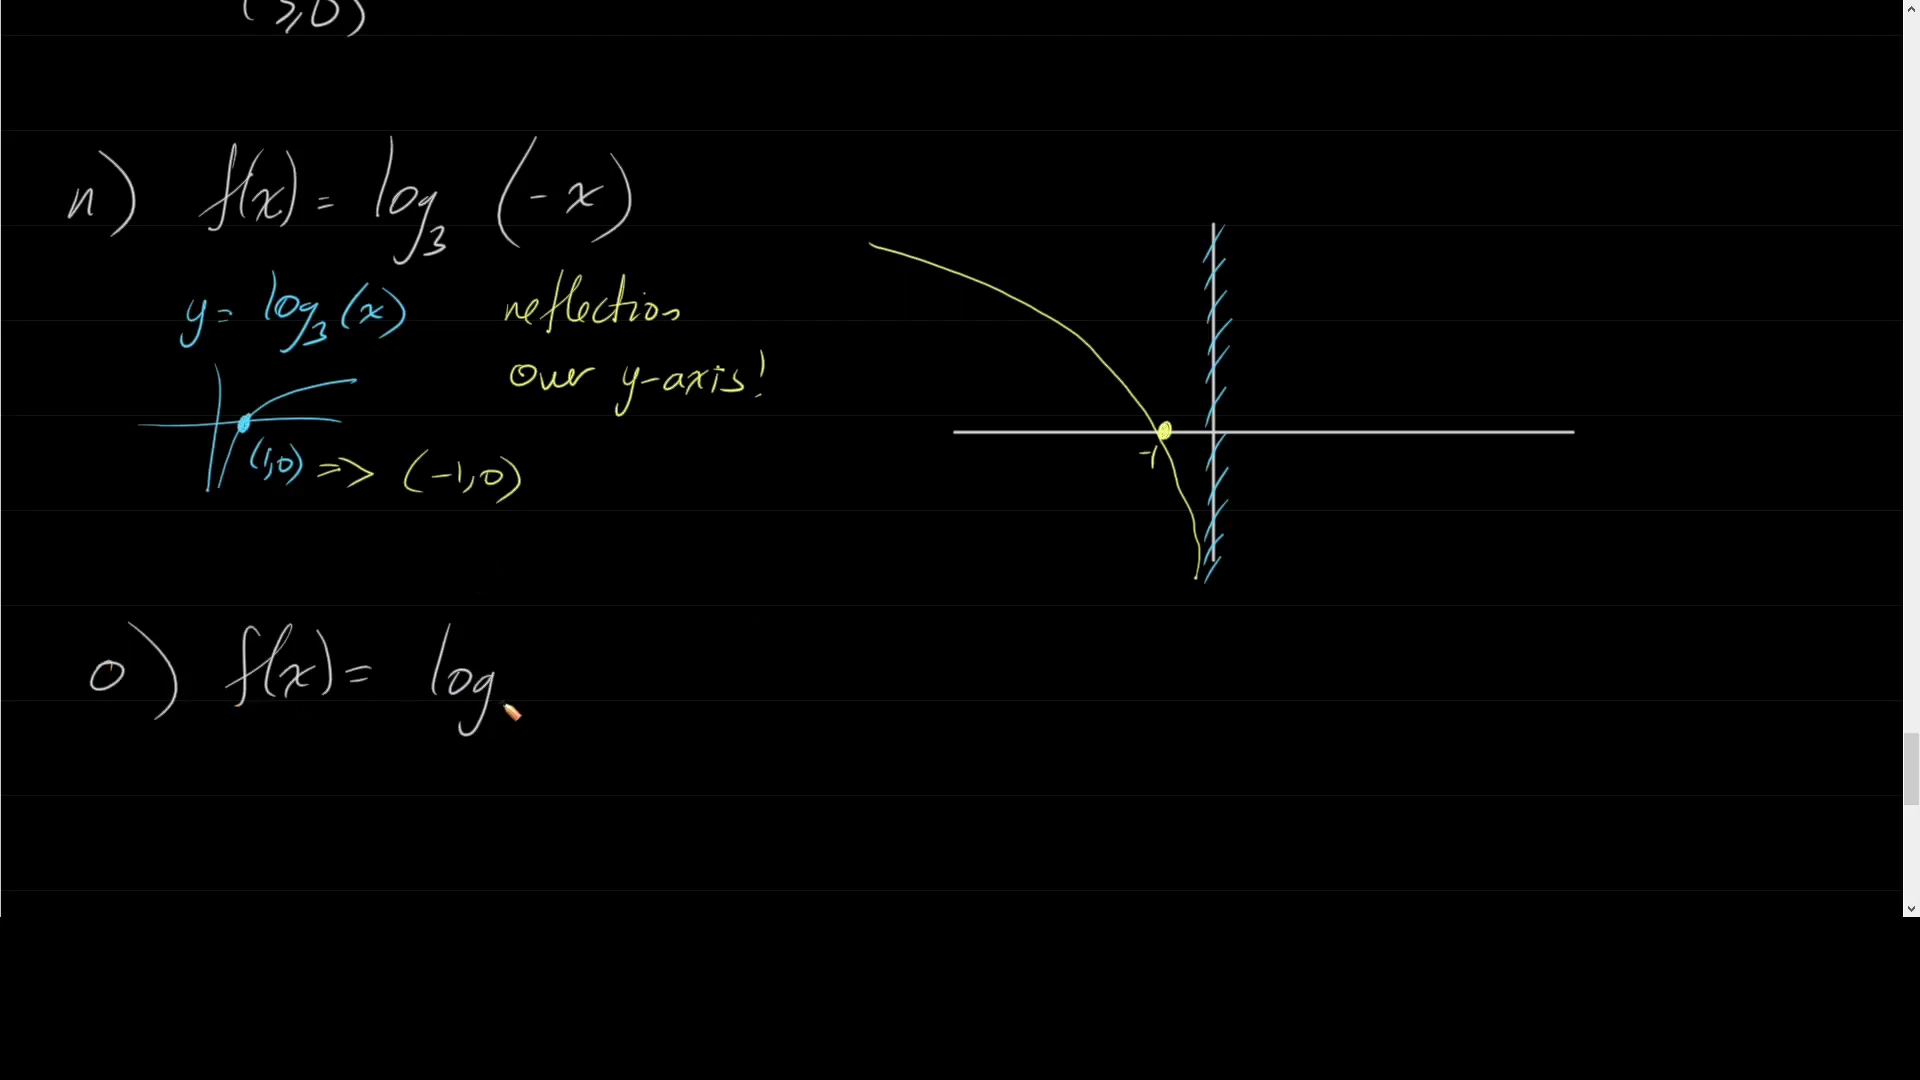 (3,0)
n) f(x) = log₃ (-x)
y = log₃(x)
reflection
over y-axis!
(1,0) => (-1,0)
-1
o) f(x) = log